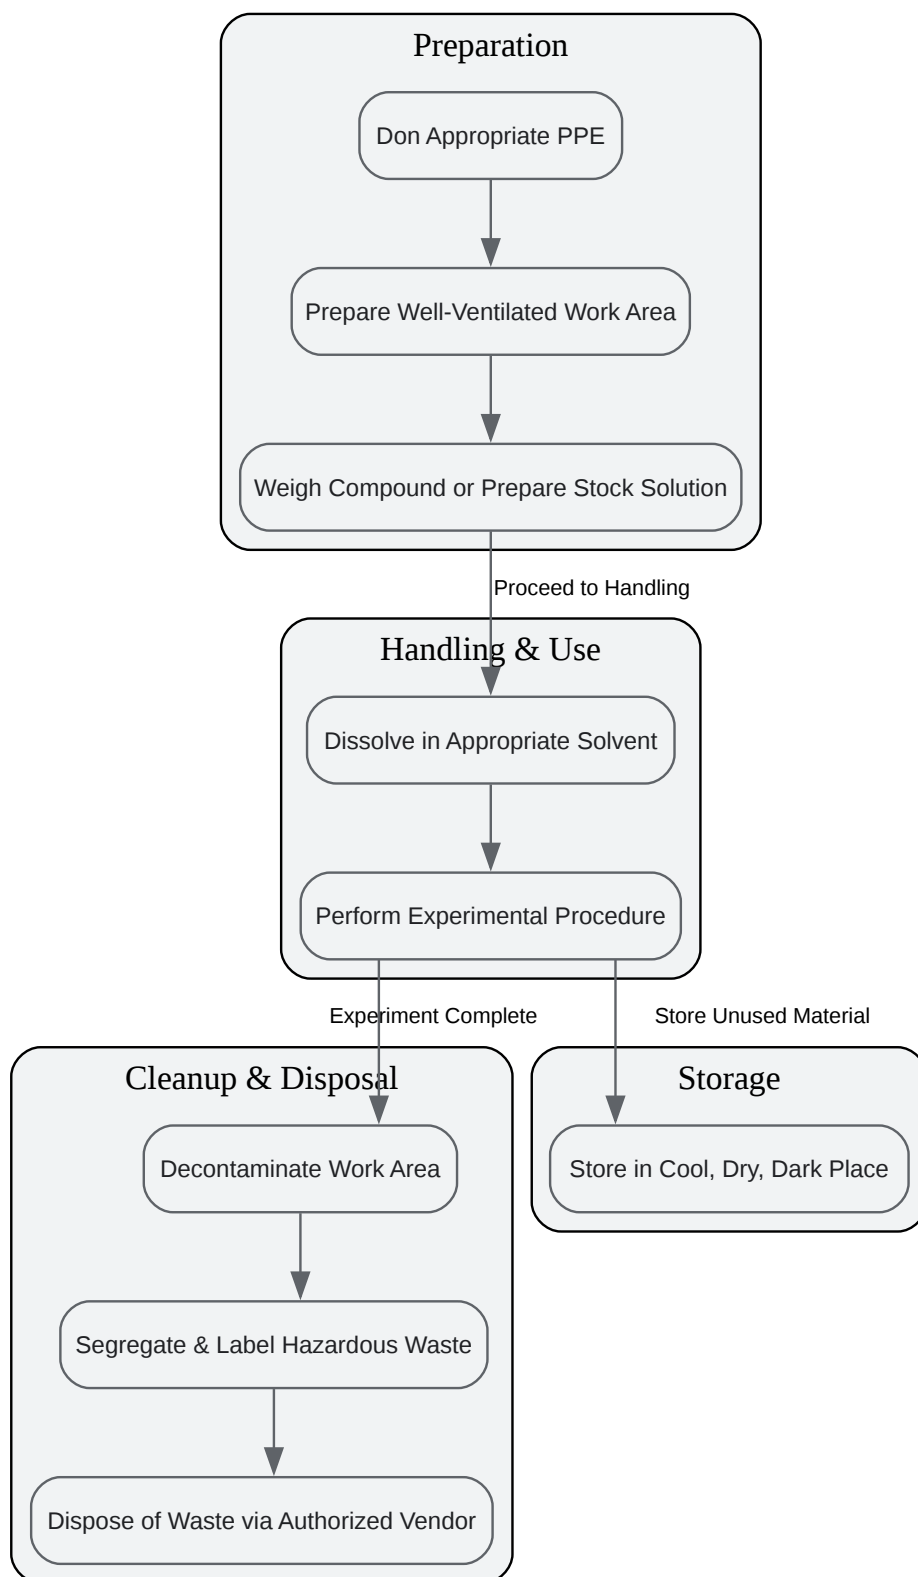 Preparation
Don Appropriate PPE
Prepare Well-Ventilated Work Area
Weigh Compound or Prepare Stock Solution
Proceed to Handling
Handling & Use
Dissolve in Appropriate Solvent
Perform Experimental Procedure
Experiment Complete
Store Unused Material
Cleanup & Disposal
Storage
Decontaminate Work Area
Store in Cool, Dry, Dark Place
Segregate & Label Hazardous Waste
Dispose of Waste via Authorized Vendor